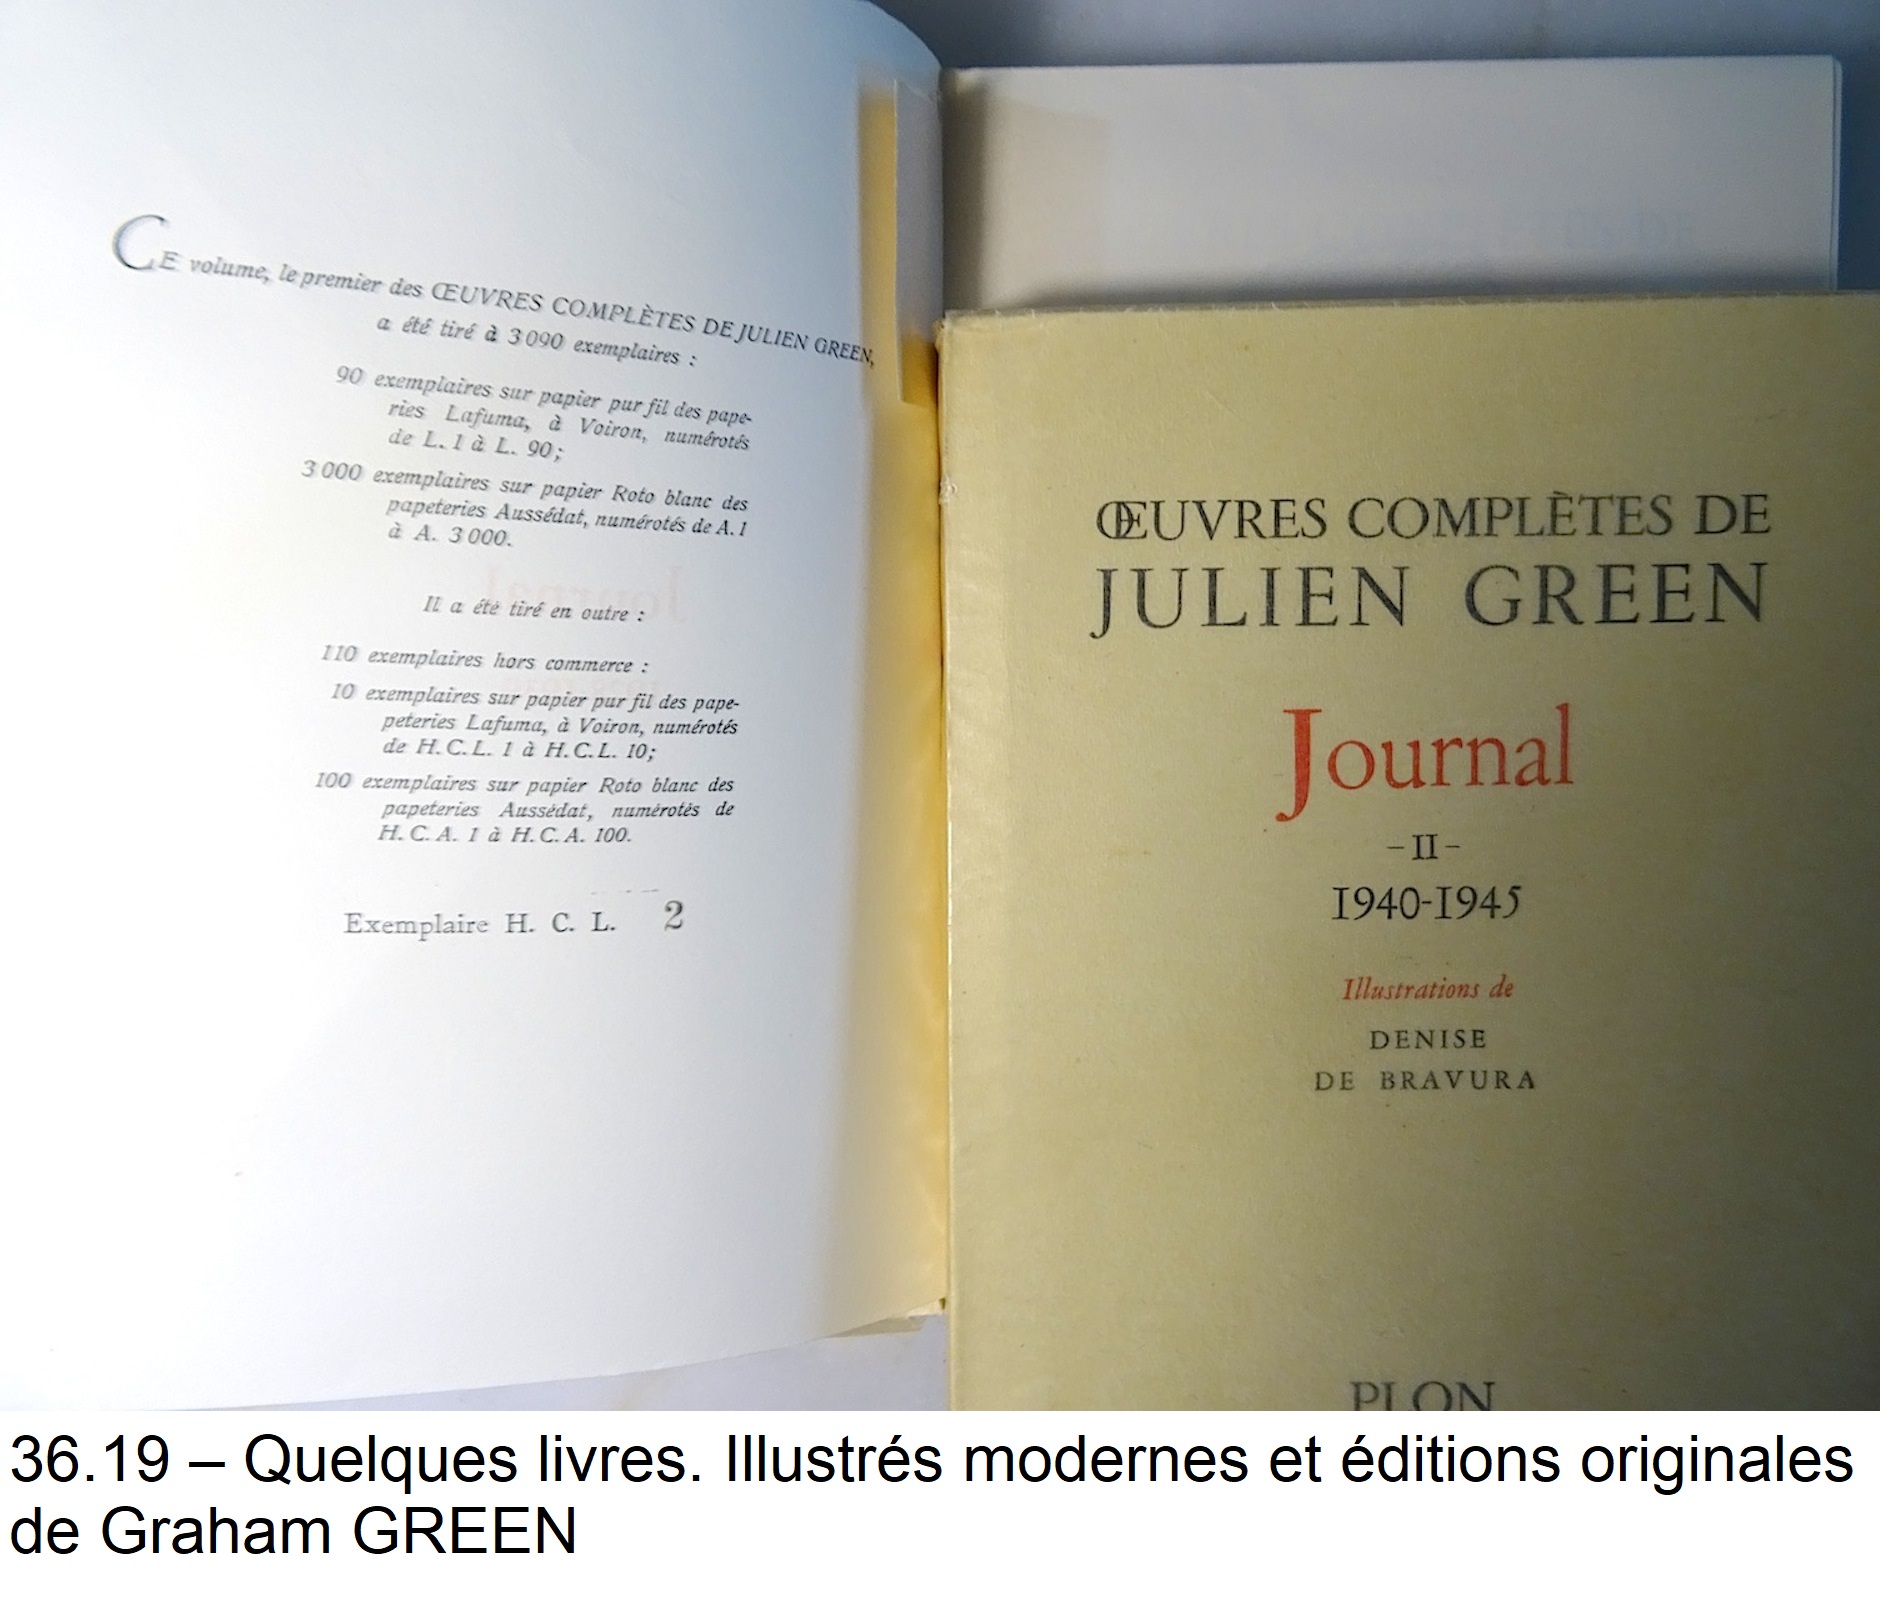 CE volume, le premier des ŒUVRES COMPLÈTES DE JULIEN GREEN,
a été tiré à 3 090 exemplaires :
90 exemplaires sur papier pur fil des pape-
ries Lafuma, à Voiron, numérotés
de L. 1 à L. 90 ;
3 000 exemplaires sur papier Roto blanc des
papeteries Aussédat, numérotés de A. 1
à A. 3 000.
Il a été tiré en outre :
110 exemplaires hors commerce :
10 exemplaires sur papier pur fil des pape-
peteries Lafuma, à Voiron, numérotés
de H. C. L. 1 à H. C. L. 10 ;
100 exemplaires sur papier Roto blanc des
papeteries Aussédat, numérotés de
H. C. A. 1 à H. C. A. 100.
Exemplaire H. C. L. 2
ŒUVRES COMPLÈTES DE
JULIEN GREEN
Journal
– II –
1940-1945
Illustrations de
DENISE
DE BRAVURA
PLON
36.19 – Quelques livres. Illustrés modernes et éditions originales
de Graham GREEN